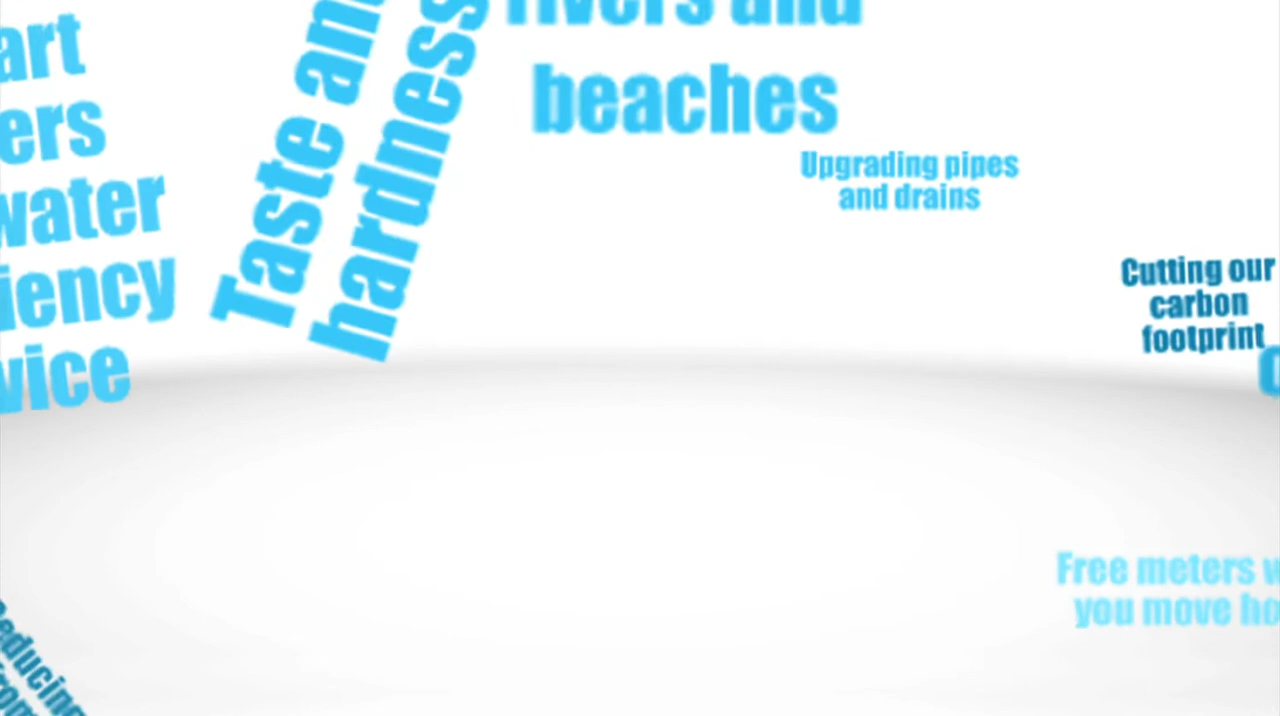 art
ers
water
iency
vice
Taste and
hardness
rivers and
beaches
Upgrading pipes
and drains
Cutting our
carbon
footprint
Free meters
you move